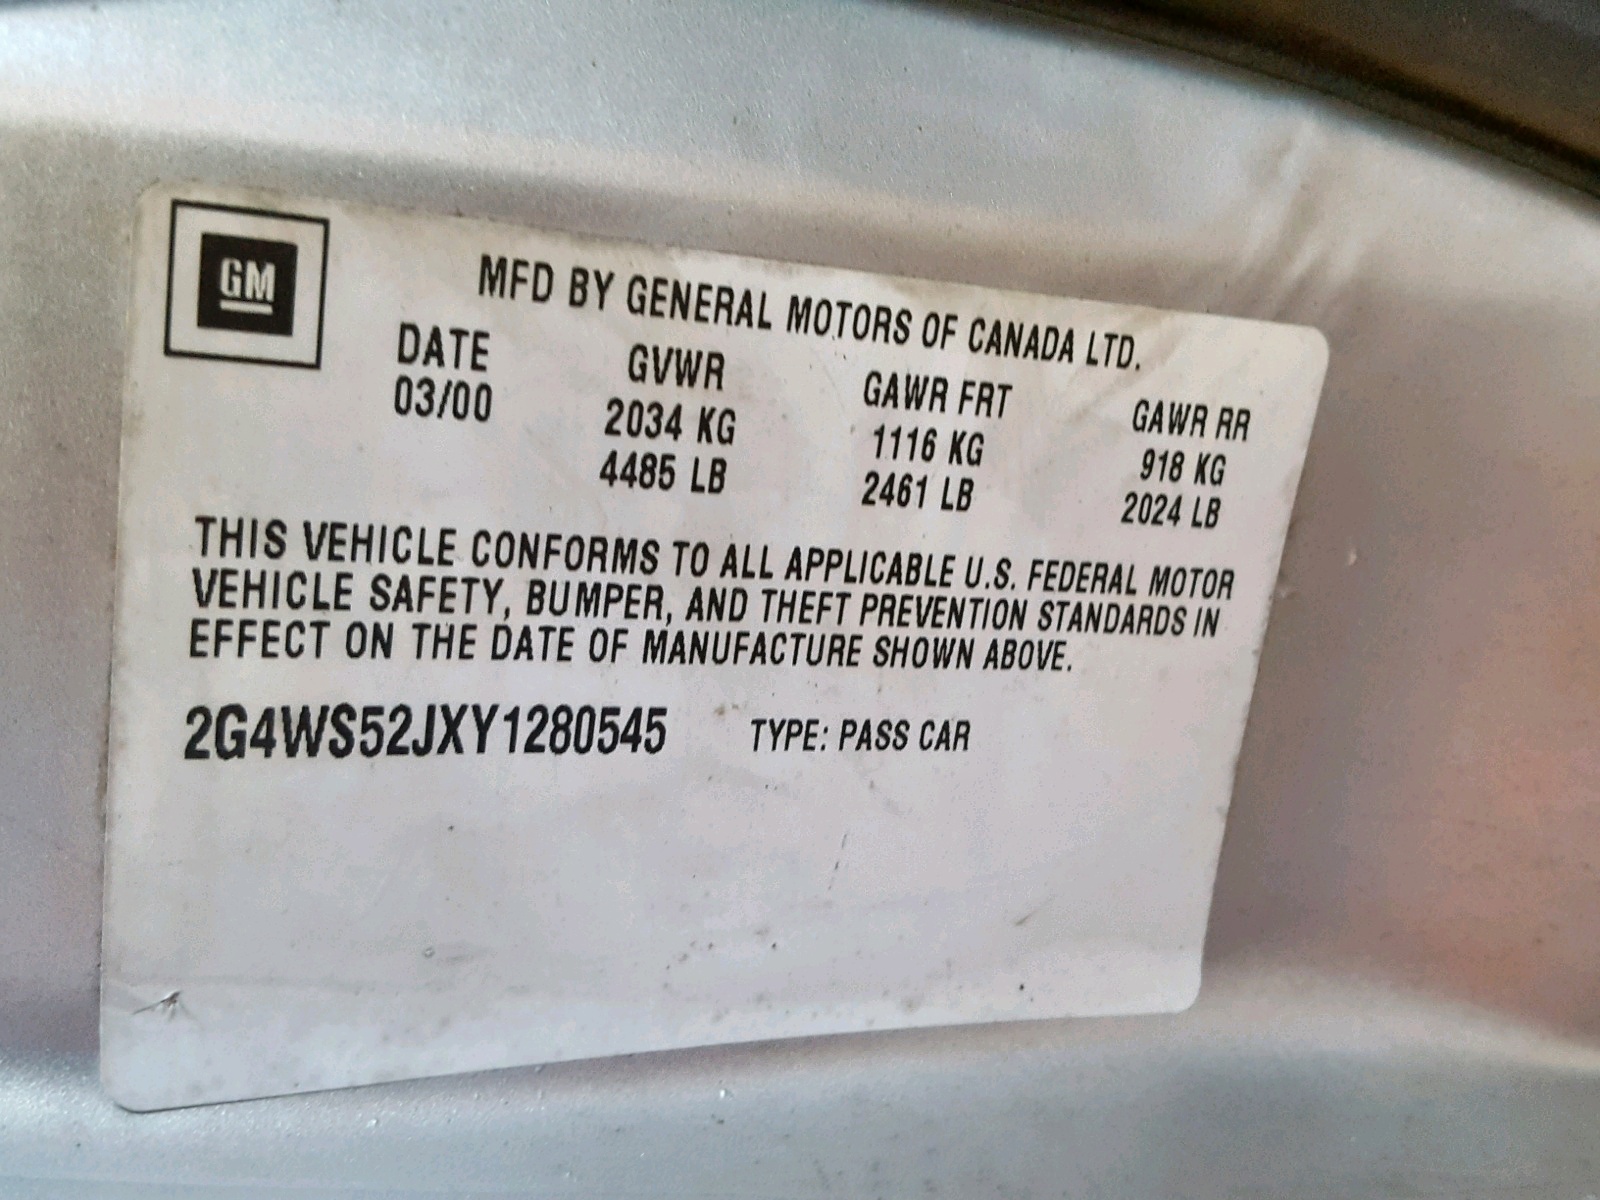 GM
MFD BY GENERAL MOTORS OF CANADA LTD.
DATE GVWR GAWR FRT GAWR RR
03/00 2034 KG 1116 KG 918 KG
4485 LB 2461 LB 2024 LB
THIS VEHICLE CONFORMS TO ALL APPLICABLE U.S. FEDERAL MOTOR
VEHICLE SAFETY, BUMPER, AND THEFT PREVENTION STANDARDS IN
EFFECT ON THE DATE OF MANUFACTURE SHOWN ABOVE.
2G4WS52JXY1280545 TYPE: PASS CAR